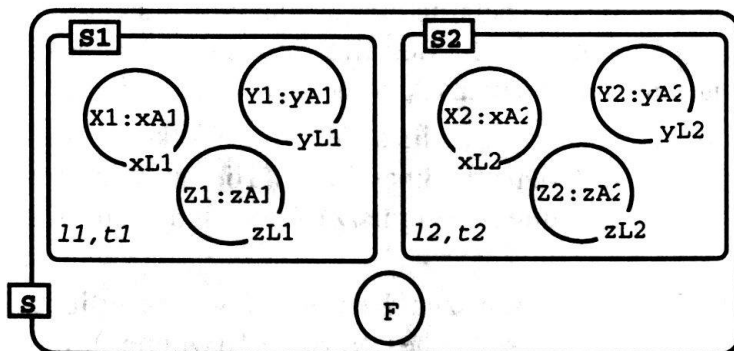 S1
S2
X1:xA1
xL1
Y1:yA1
yL1
Z1:zA1
zL1
l1,t1
X2:xA2
xL2
Y2:yA2
yL2
Z2:zA2
zL2
l2,t2
S
F